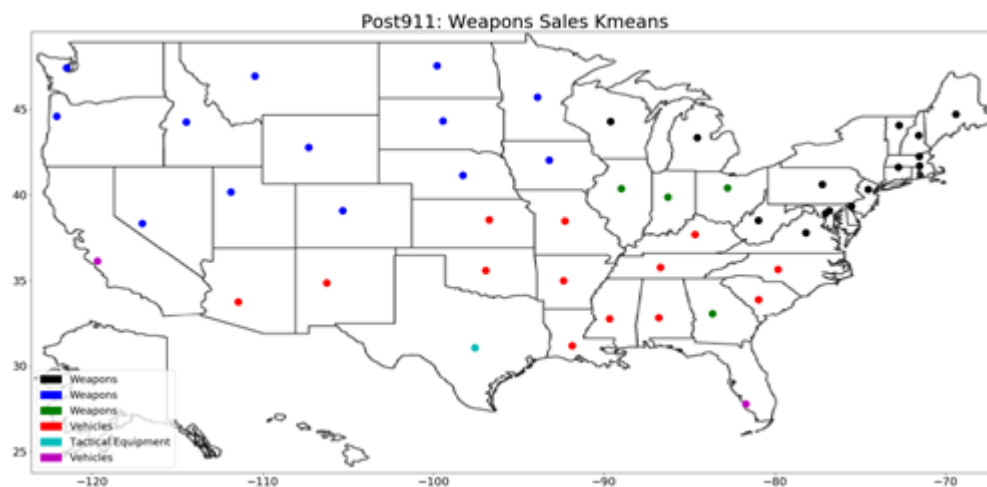 Post911: Weapons Sales Kmeans
45
40
35
30
25
Weapons
Weapons
Weapons
Vehicles
Tactical Equipment
Vehicles
−120
−110
−100
−90
−80
−70